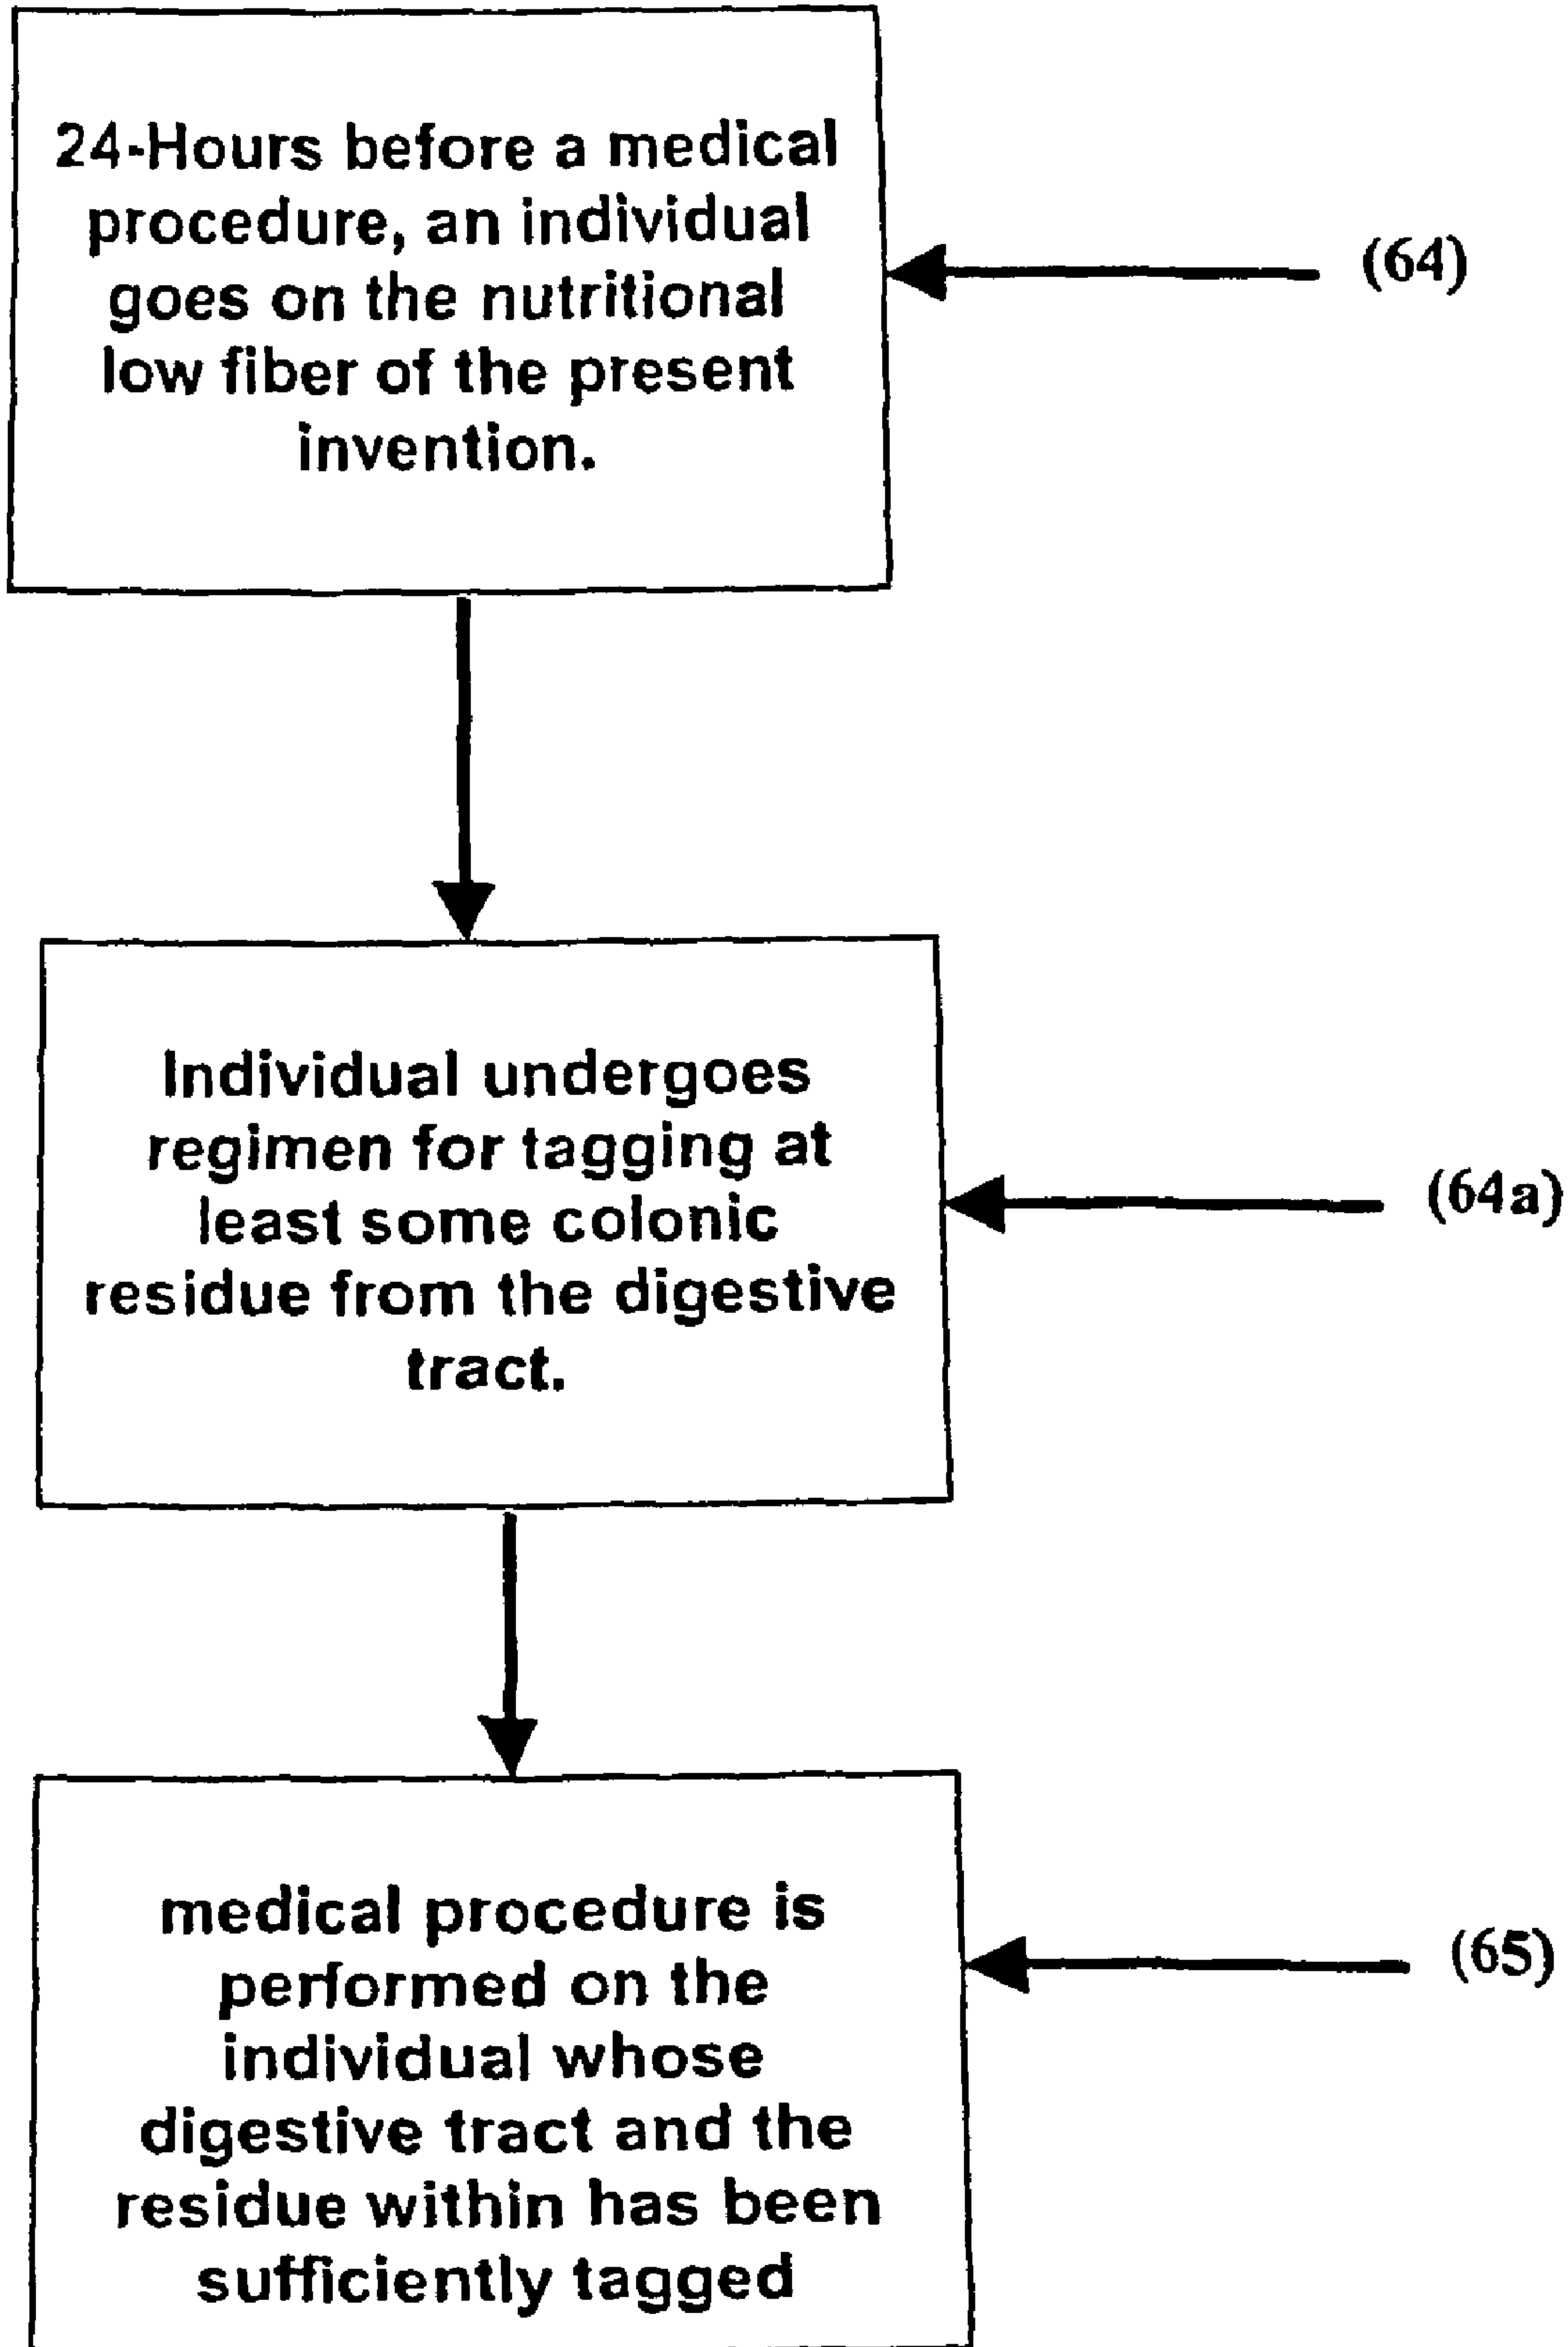 24-Hours before a medical
procedure, an individual
goes on the nutritional
low fiber of the present
invention.
(64)
Individual undergoes
regimen for tagging at
least some colonic
residue from the digestive
tract.
(64a)
medical procedure is
performed on the
individual whose
digestive tract and the
residue within has been
sufficiently tagged
(65)